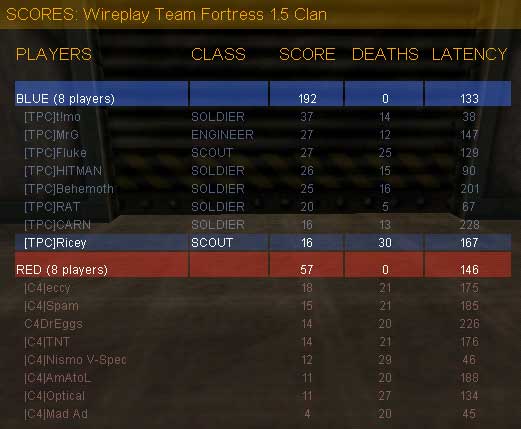 SCORES: Wireplay Team Fortress 1.5 Clan
PLAYERS CLASS SCORE DEATHS LATENCY
BLUE (8 players) 192 0 133
[TPC]t!mo SOLDIER 37 14 38
[TPC]MrG ENGINEER 27 12 147
[TPC]Fluke SCOUT 27 25 129
[TPC]HITMAN SOLDIER 26 15 90
[TPC]Behemoth SOLDIER 25 16 201
[TPC]RAT SOLDIER 20 5 67
[TPC]CARN SOLDIER 16 13 228
[TPC]Ricey SCOUT 16 30 167
RED (8 players) 57 0 146
|C4|eccy 18 21 175
|C4|Spam 15 21 185
C4DrEggs 14 20 226
|C4|TNT 14 21 176
|C4|Nismo V-Spec 12 29 46
|C4|AmAtoL 11 20 188
|C4|Optical 11 27 134
|C4|Mad Ad 4 20 45